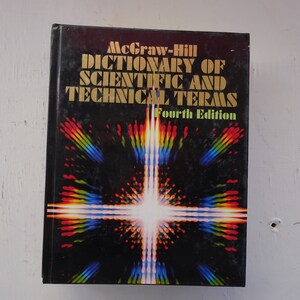 McGraw-Hill
DICTIONARY OF
SCIENTIFIC AND
TECHNICAL TERMS
Fourth Edition